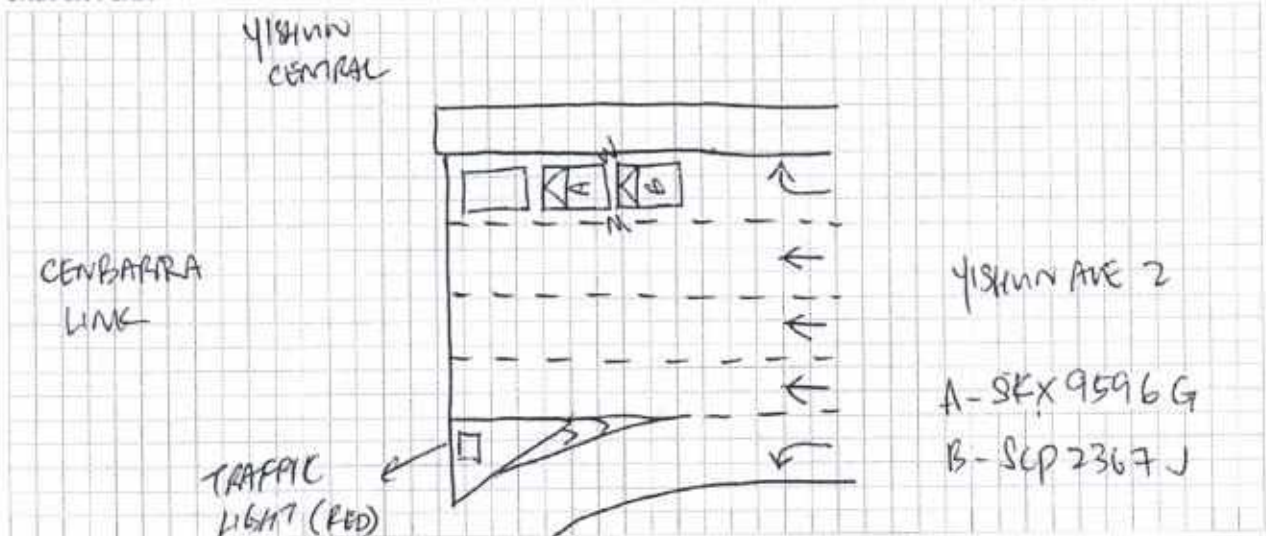 YISHUN
CENTRAL
A
B
CENBARRA
LINK
YISHUN AVE 2
A-SKX9596G
B-SCP2367J
TRAFFIC
LIGHT (RED)